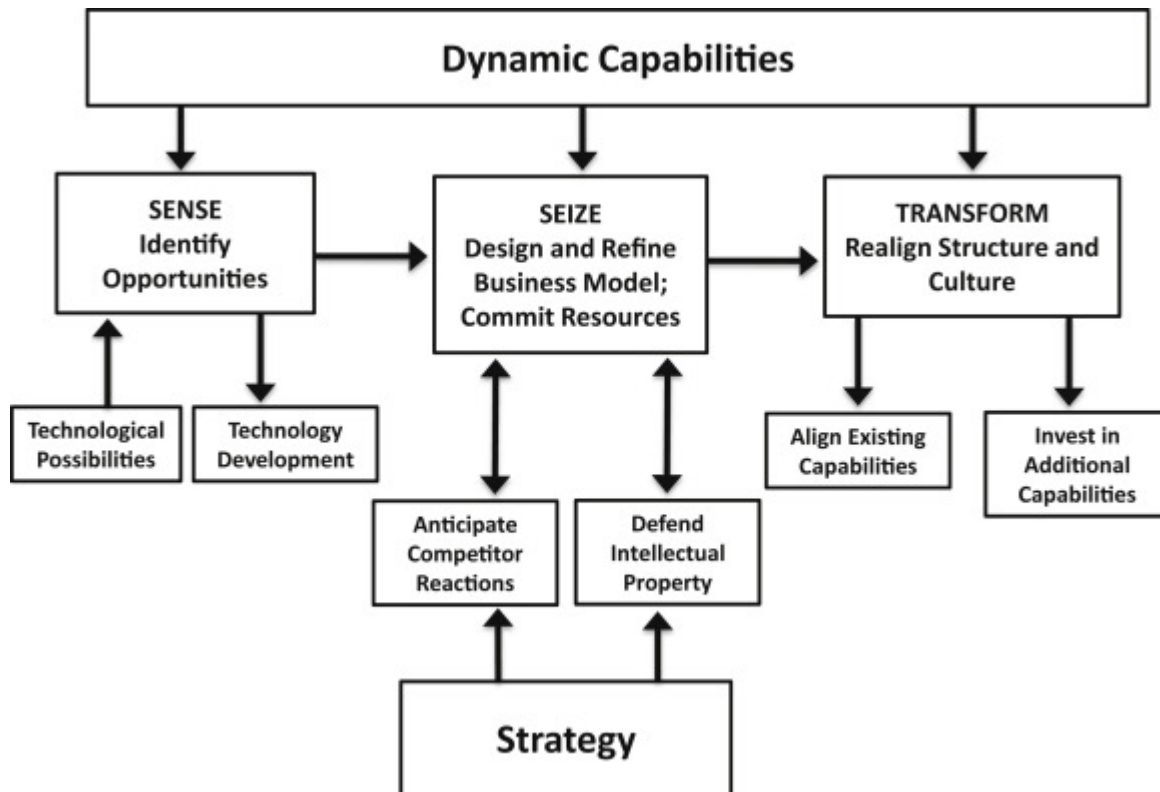 Dynamic Capabilities
SENSE
Identify
Opportunities
SEIZE
Design and Refine
Business Model;
Commit Resources
TRANSFORM
Realign Structure and
Culture
Technological
Possibilities
Technology
Development
Align Existing
Capabilities
Invest in
Additional
Capabilities
Anticipate
Competitor
Reactions
Defend
Intellectual
Property
Strategy